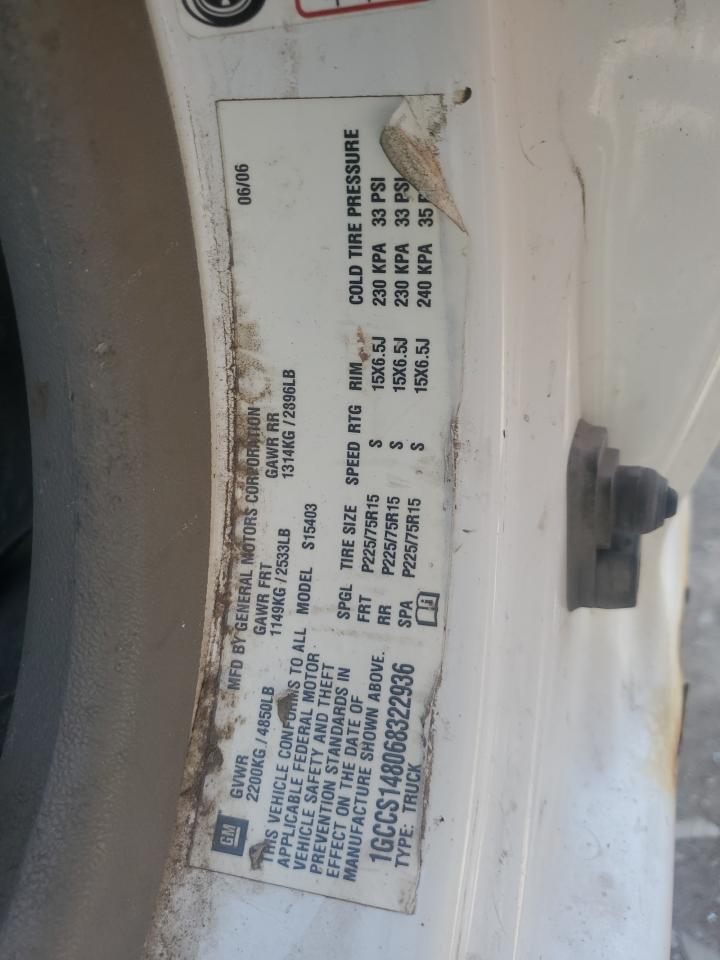 MFD BY GENERAL MOTORS CORPORATION 06/06
GM
GVWR GAWR FRT GAWR RR
2200KG / 4850LB 1149KG / 2533LB 1314KG / 2896LB
THIS VEHICLE CONFORMS TO ALL
APPLICABLE FEDERAL MOTOR
VEHICLE SAFETY AND THEFT
PREVENTION STANDARDS IN
EFFECT ON THE DATE OF
MANUFACTURE SHOWN ABOVE.
1GCCS148068322936
TYPE: TRUCK
MODEL S15403
SPGL TIRE SIZE SPEED RTG RIM COLD TIRE PRESSURE
FRT P225/75R15 S 15X6.5J 230 KPA 33 PSI
RR P225/75R15 S 15X6.5J 230 KPA 33 PSI
SPA P225/75R15 S 15X6.5J 240 KPA 35